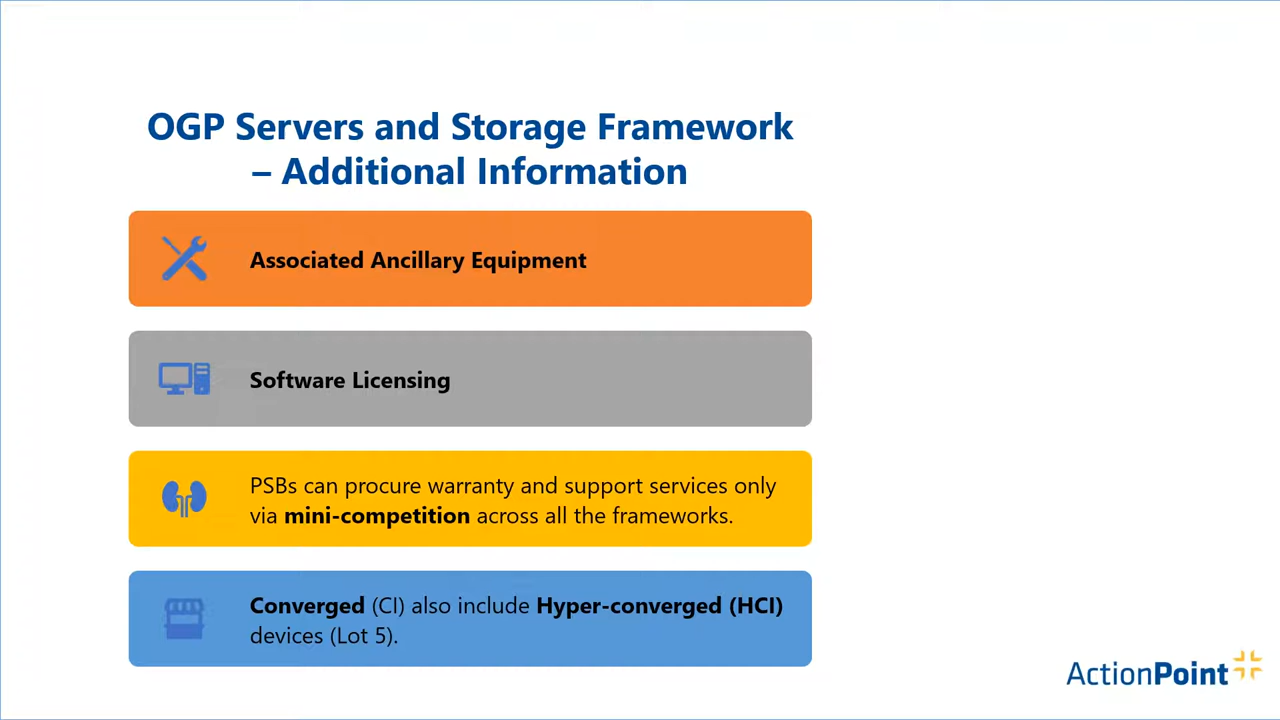 OGP Servers and Storage Framework
– Additional Information
Associated Ancillary Equipment
Software Licensing
PSBs can procure warranty and support services only
via mini-competition across all the frameworks.
Converged (CI) also include Hyper-converged (HCI)
devices (Lot 5).
ActionPoint